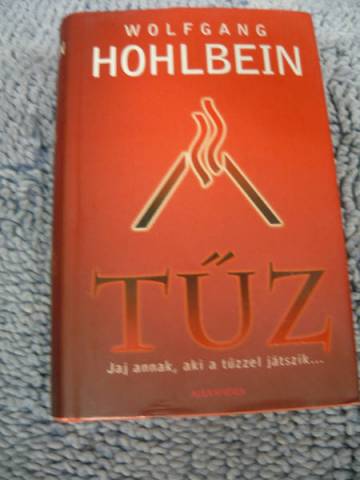 WOLFGANG
HOHLBEIN
TŰZ
Jaj annak, aki a tűzzel játszik...